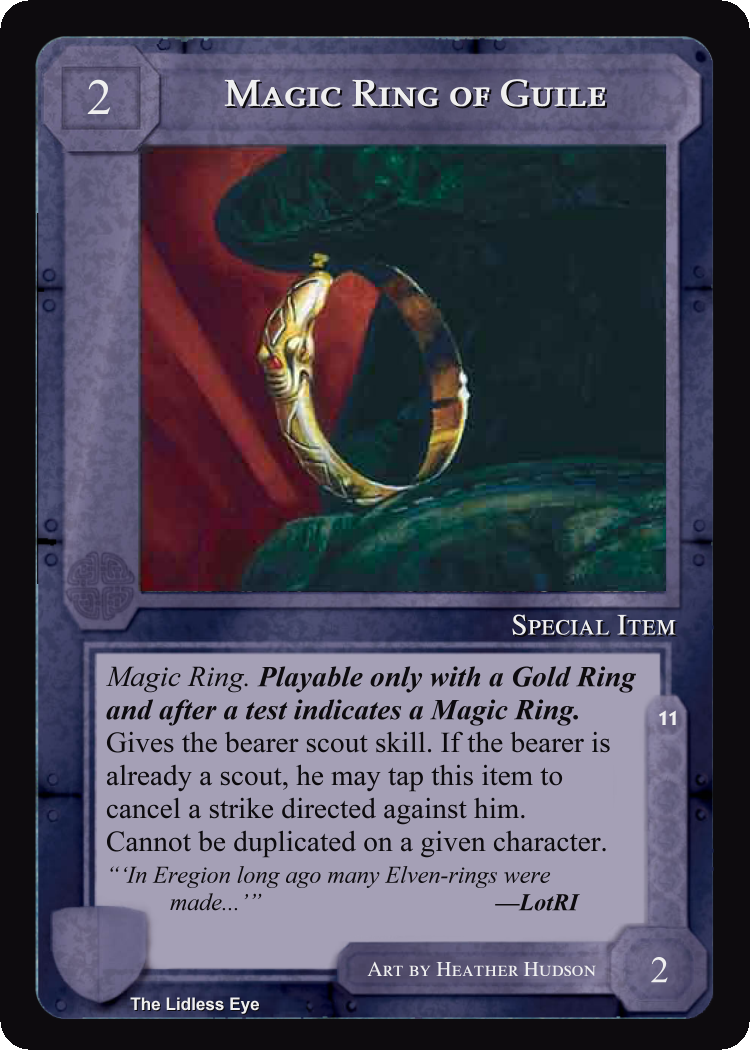 2
Magic Ring of Guile
Special Item
Magic Ring. Playable only with a Gold Ring
and after a test indicates a Magic Ring.
Gives the bearer scout skill. If the bearer is
already a scout, he may tap this item to
cancel a strike directed against him.
Cannot be duplicated on a given character.
“‘In Eregion long ago many Elven-rings were
made...’” —LotRI
11
Art by Heather Hudson
2
The Lidless Eye